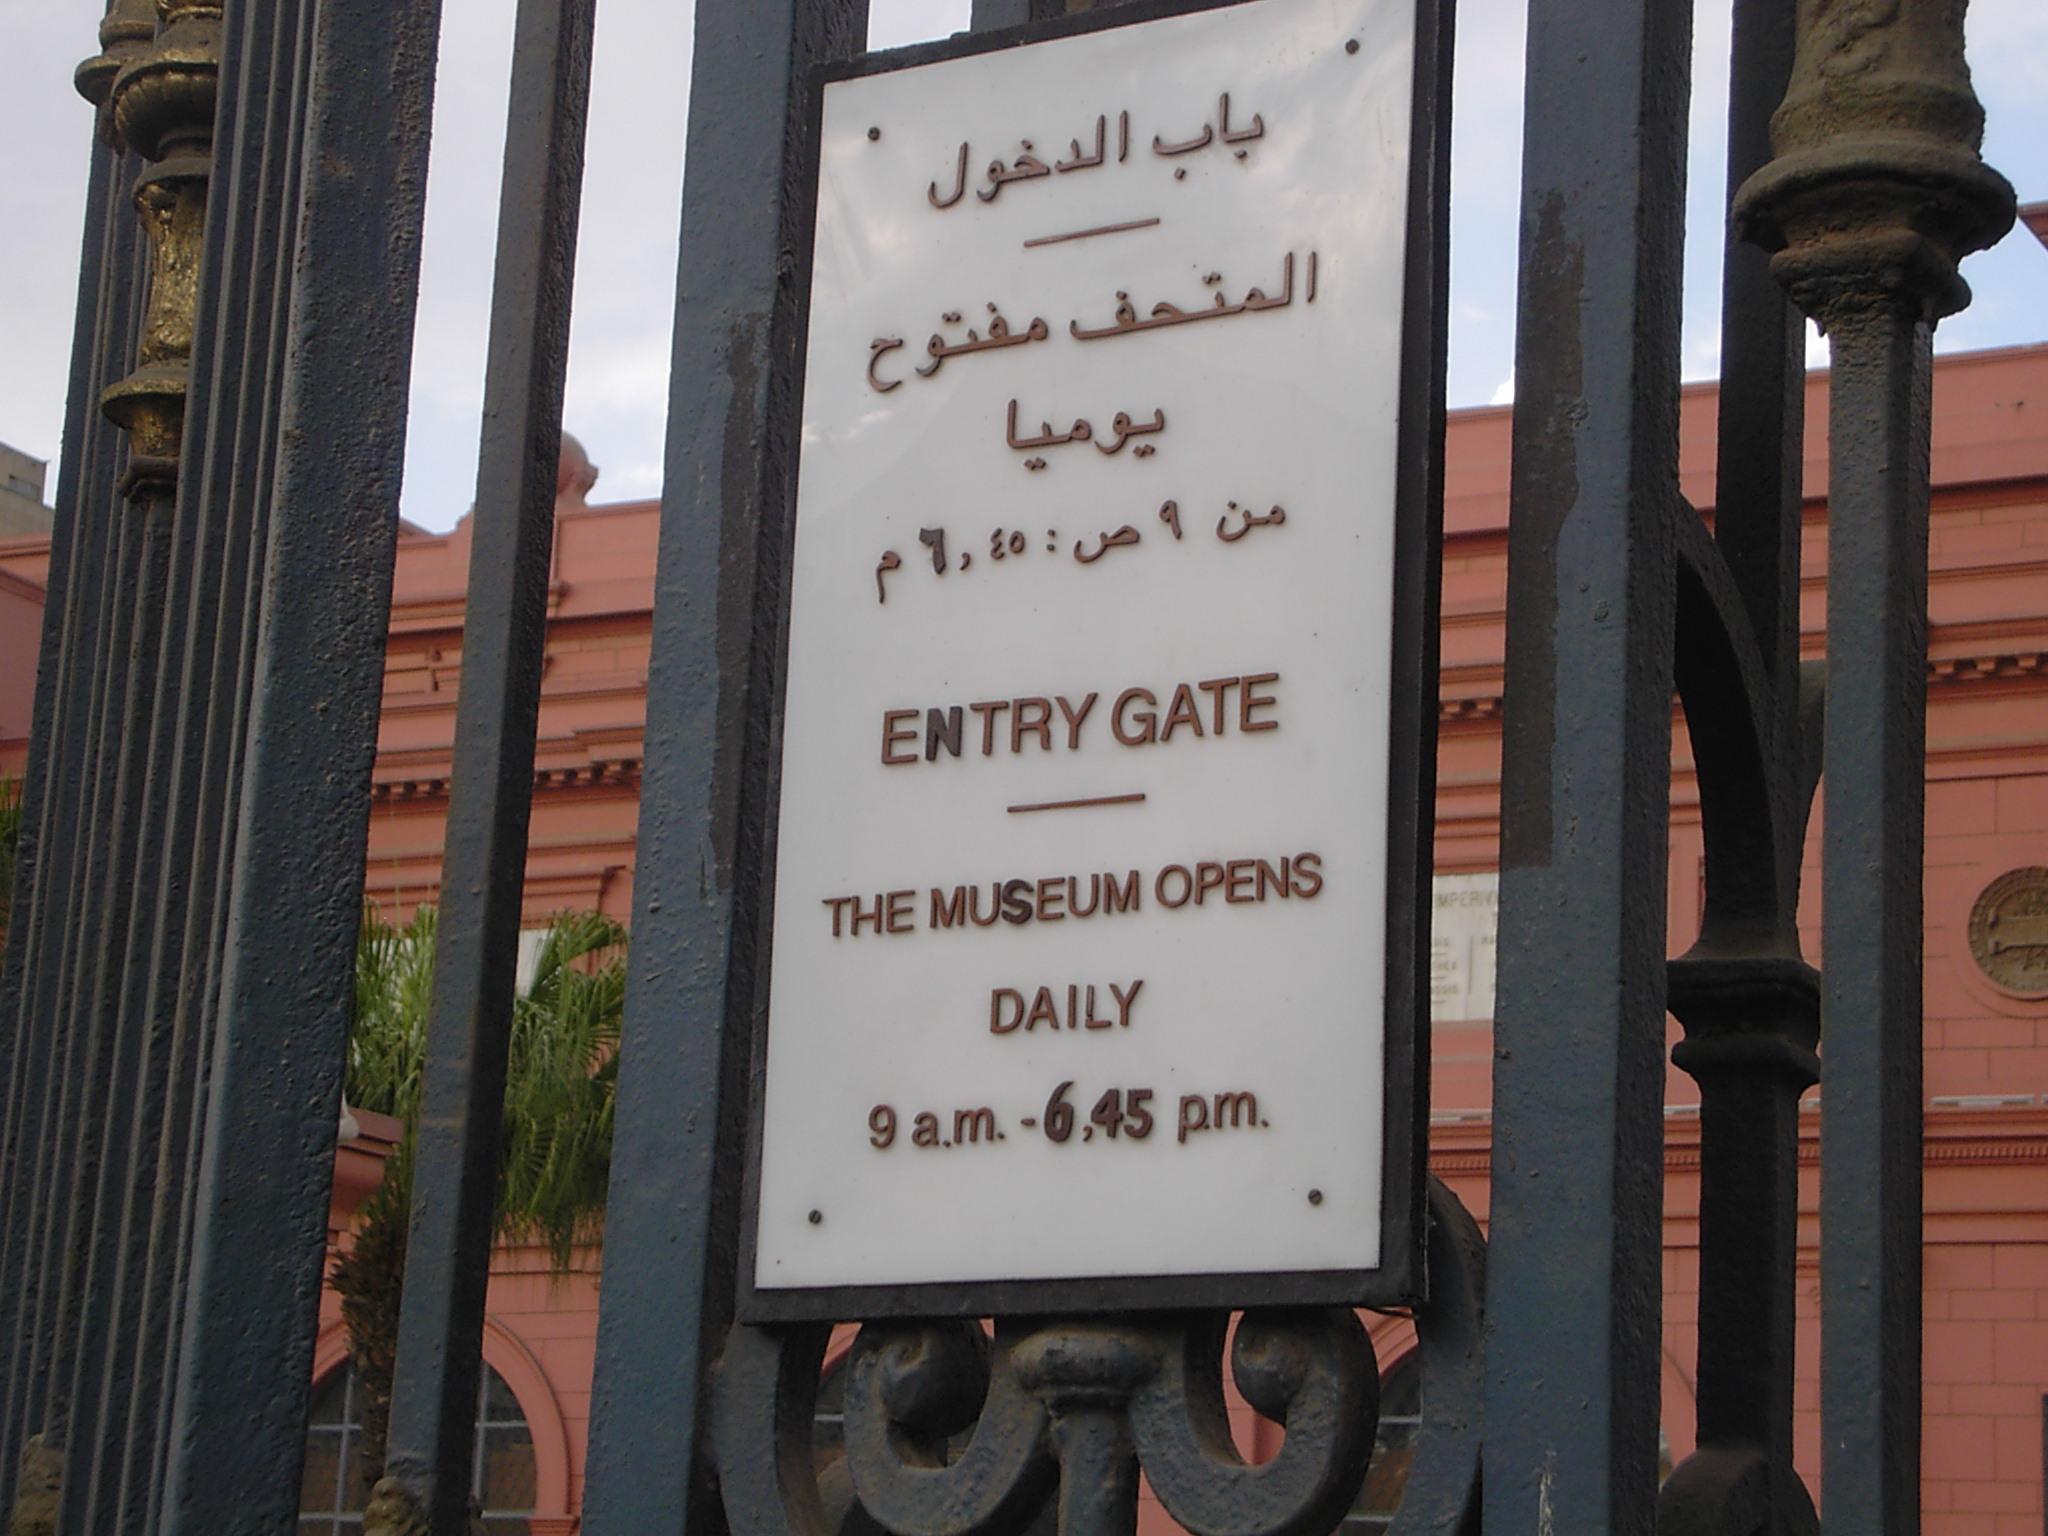 باب الدخول
المتحف مفتوح
يوميا
من ٩ ص : ٦,٤٥ م
ENTRY GATE
THE MUSEUM OPENS
DAILY
9 a.m. - 6,45 p.m.